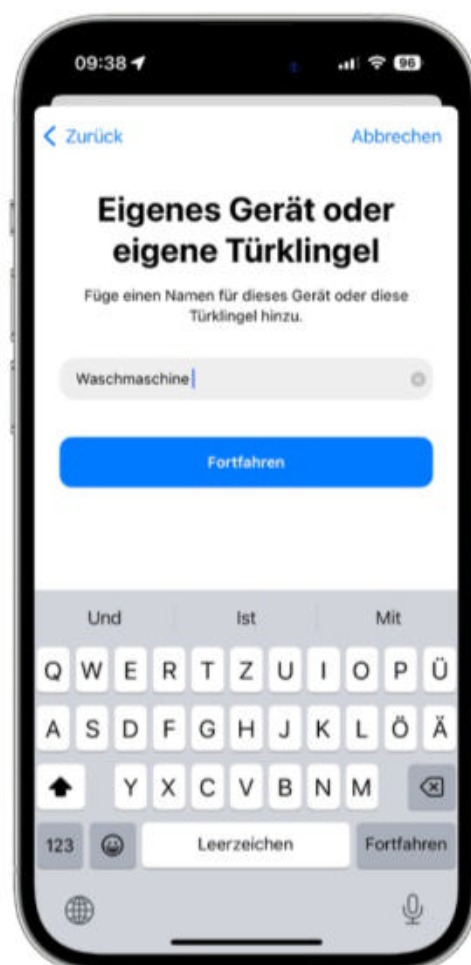 09:38
96
Zurück
Abbrechen
Eigenes Gerät oder
eigene Türklingel
Füge einen Namen für dieses Gerät oder diese
Türklingel hinzu.
Waschmaschine
Fortfahren
Und Ist Mit
Q W E R T Z U I O P Ü
A S D F G H J K L Ö Ä
Y X C V B N M
123 Leerzeichen Fortfahren